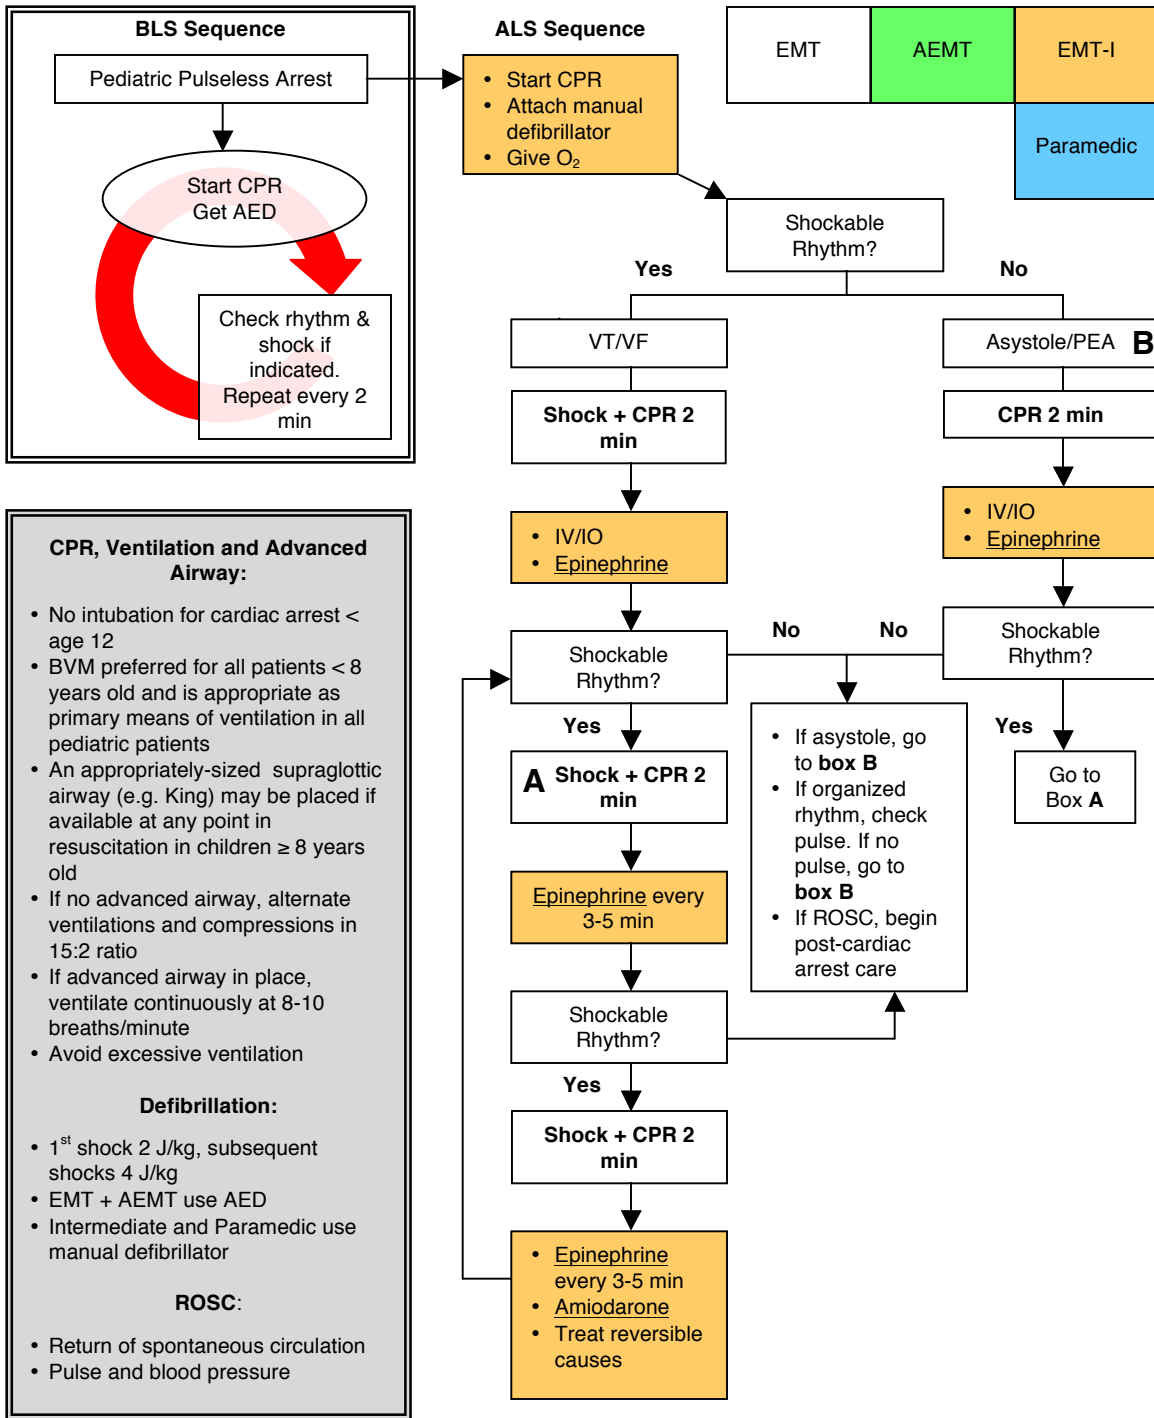 BLS Sequence
Pediatric Pulseless Arrest
Start CPR
Get AED
Check rhythm &
shock if
indicated.
Repeat every 2
min
ALS Sequence
• Start CPR
• Attach manual
defibrillator
• Give O₂
EMT
AEMT
EMT-I
Paramedic
Shockable
Rhythm?
Yes
No
VT/VF
Asystole/PEA
B
Shock + CPR 2
min
CPR 2 min
• IV/IO
• Epinephrine
• IV/IO
• Epinephrine
Shockable
Rhythm?
No
No
Shockable
Rhythm?
Yes
Yes
A
Shock + CPR 2
min
• If asystole, go
to box B
• If organized
rhythm, check
pulse. If no
pulse, go to
box B
• If ROSC, begin
post-cardiac
arrest care
Go to
Box A
Epinephrine every
3-5 min
Shockable
Rhythm?
Yes
Shock + CPR 2
min
• Epinephrine
every 3-5 min
• Amiodarone
• Treat reversible
causes
CPR, Ventilation and Advanced
Airway:
• No intubation for cardiac arrest <
age 12
• BVM preferred for all patients < 8
years old and is appropriate as
primary means of ventilation in all
pediatric patients
• An appropriately-sized supraglottic
airway (e.g. King) may be placed if
available at any point in
resuscitation in children ≥ 8 years
old
• If no advanced airway, alternate
ventilations and compressions in
15:2 ratio
• If advanced airway in place,
ventilate continuously at 8-10
breaths/minute
• Avoid excessive ventilation
Defibrillation:
• 1st shock 2 J/kg, subsequent
shocks 4 J/kg
• EMT + AEMT use AED
• Intermediate and Paramedic use
manual defibrillator
ROSC:
• Return of spontaneous circulation
• Pulse and blood pressure